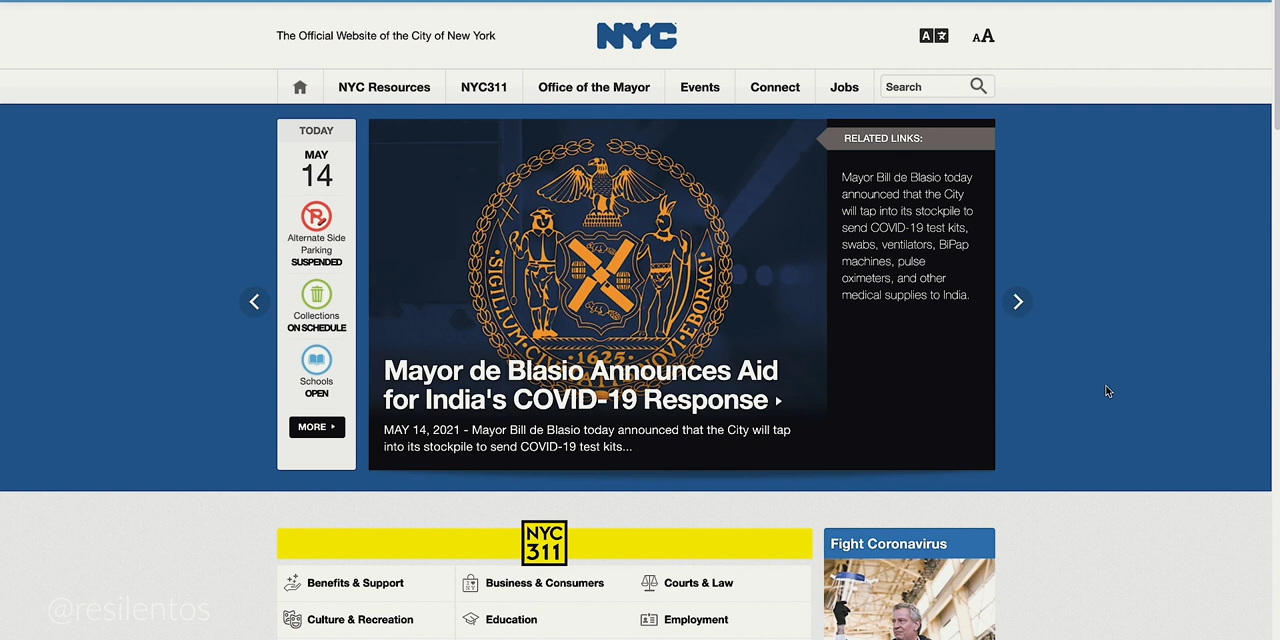 The Official Website of the City of New York
NYC
NYC Resources
NYC311
Office of the Mayor
Events
Connect
Jobs
Search
TODAY
MAY
14
Alternate Side
Parking
SUSPENDED
Collections
ON SCHEDULE
Schools
OPEN
MORE
SIGILLUM
NOVI
EBORACI
1625
Mayor de Blasio Announces Aid
for India's COVID-19 Response
MAY 14, 2021 - Mayor Bill de Blasio today announced that the City will tap
into its stockpile to send COVID-19 test kits...
RELATED LINKS:
Mayor Bill de Blasio today
announced that the City
will tap into its stockpile to
send COVID-19 test kits,
swabs, ventilators, BiPap
machines, pulse
oximeters, and other
medical supplies to India.
NYC
311
Benefits & Support
Business & Consumers
Courts & Law
Culture & Recreation
Education
Employment
Fight Coronavirus
@resilentos